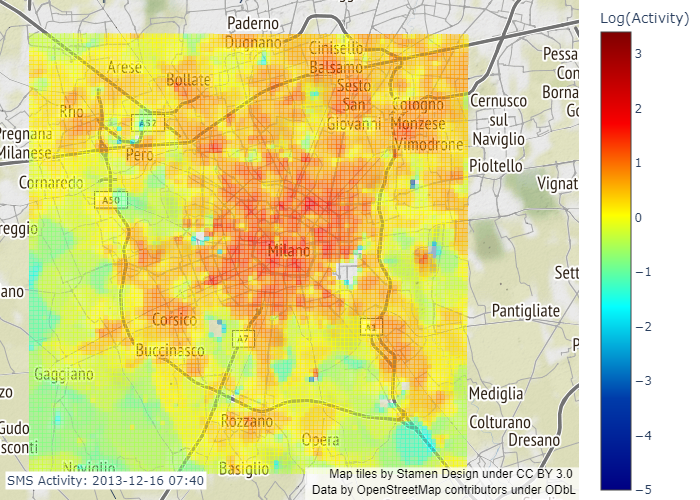 Log(Activity)
Paderno
Dugnano
Cinisello
Balsamo
Arese
Bollate
Sesto
San
Giovanni
Rho
A52
Cologno
Monzese
Vimodrone
Cernusco
sul
Naviglio
Pessa
Con
Borna
Go
Pregnana
Milanese
Pero
Pioltello
Cornaredo
A50
Vignat
reggio
Milano
Sett
ano
Corsico
Pantigliate
A7
A1
Buccinasco
Gaggiano
zo
Mediglia
Rozzano
Colturano
Gudo
sconti
Opera
Dresano
Noviglio
Basiglio
SMS Activity: 2013-12-16 07:40
Map tiles by Stamen Design under CC BY 3.0
Data by OpenStreetMap contributors under ODbL
3
2
1
0
−1
−2
−3
−4
−5